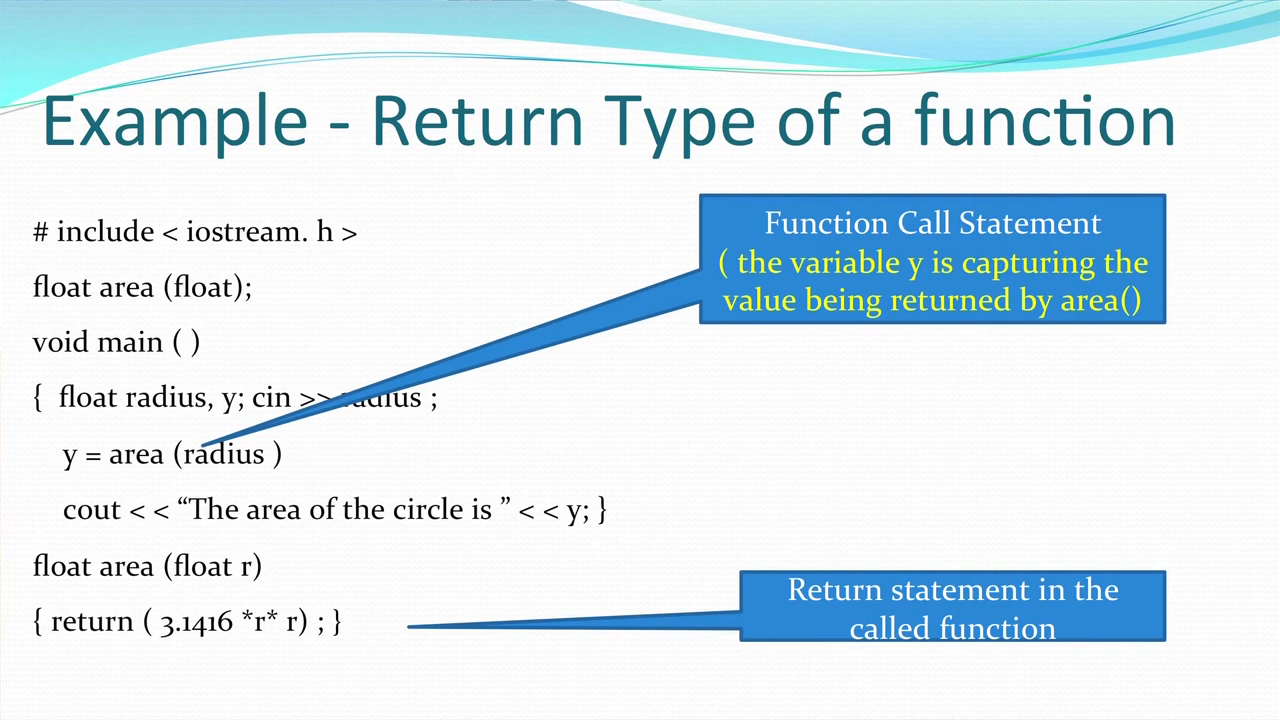 Example - Return Type of a function
# include < iostream. h >
float area (float);
void main ( )
{ float radius, y; cin >> radius ;
y = area (radius )
cout < < “The area of the circle is ” < < y; }
float area (float r)
{ return ( 3.1416 *r* r) ; }
Function Call Statement
( the variable y is capturing the
value being returned by area()
Return statement in the
called function